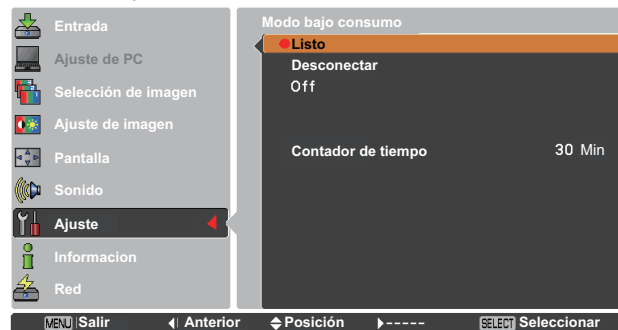 Entrada
Ajuste de PC
Selección de imagen
Ajuste de imagen
Pantalla
Sonido
Ajuste
Informacion
Red
Modo bajo consumo
Listo
Desconectar
Off
Contador de tiempo 30 Min
MENU Salir Anterior Posición ----- SELECT Seleccionar